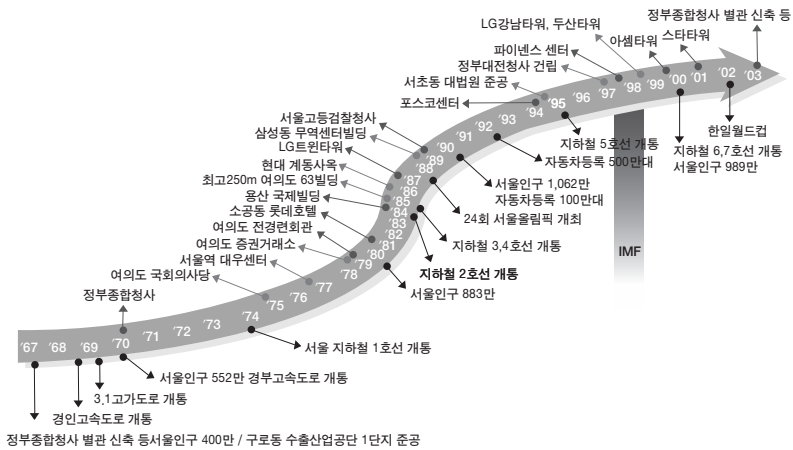 정부종합청사 별관 신축 등
LG강남타워, 두산타워
아셈타워
스타타워
파이넨스 센터
정부대전청사 건립
서초동 대법원 준공
포스코센터
서울고등검찰청사
삼성동 무역센터빌딩
LG트윈타워
현대 계동사옥
최고250m 여의도 63빌딩
용산 국제빌딩
소공동 롯데호텔
여의도 전경련회관
여의도 증권거래소
서울역 대우센터
여의도 국회의사당
정부종합청사
'67 '68 '69 '70 '71 '72 '73 '74 '75 '76 '77 '78 '79 '80 '81 '82 '83 '84 '85 '86 '87 '88 '89 '90 '91 '92 '93 '94 '95 '96 '97 '98 '99 '00 '01 '02 '03
한일월드컵
지하철 6,7호선 개통
서울인구 989만
지하철 5호선 개통
자동차등록 500만대
서울인구 1,062만
자동차등록 100만대
24회 서울올림픽 개최
지하철 3,4호선 개통
IMF
지하철 2호선 개통
서울인구 883만
서울 지하철 1호선 개통
서울인구 552만 경부고속도로 개통
3.1고가도로 개통
경인고속도로 개통
정부종합청사 별관 신축 등서울인구 400만 / 구로동 수출산업공단 1단지 준공